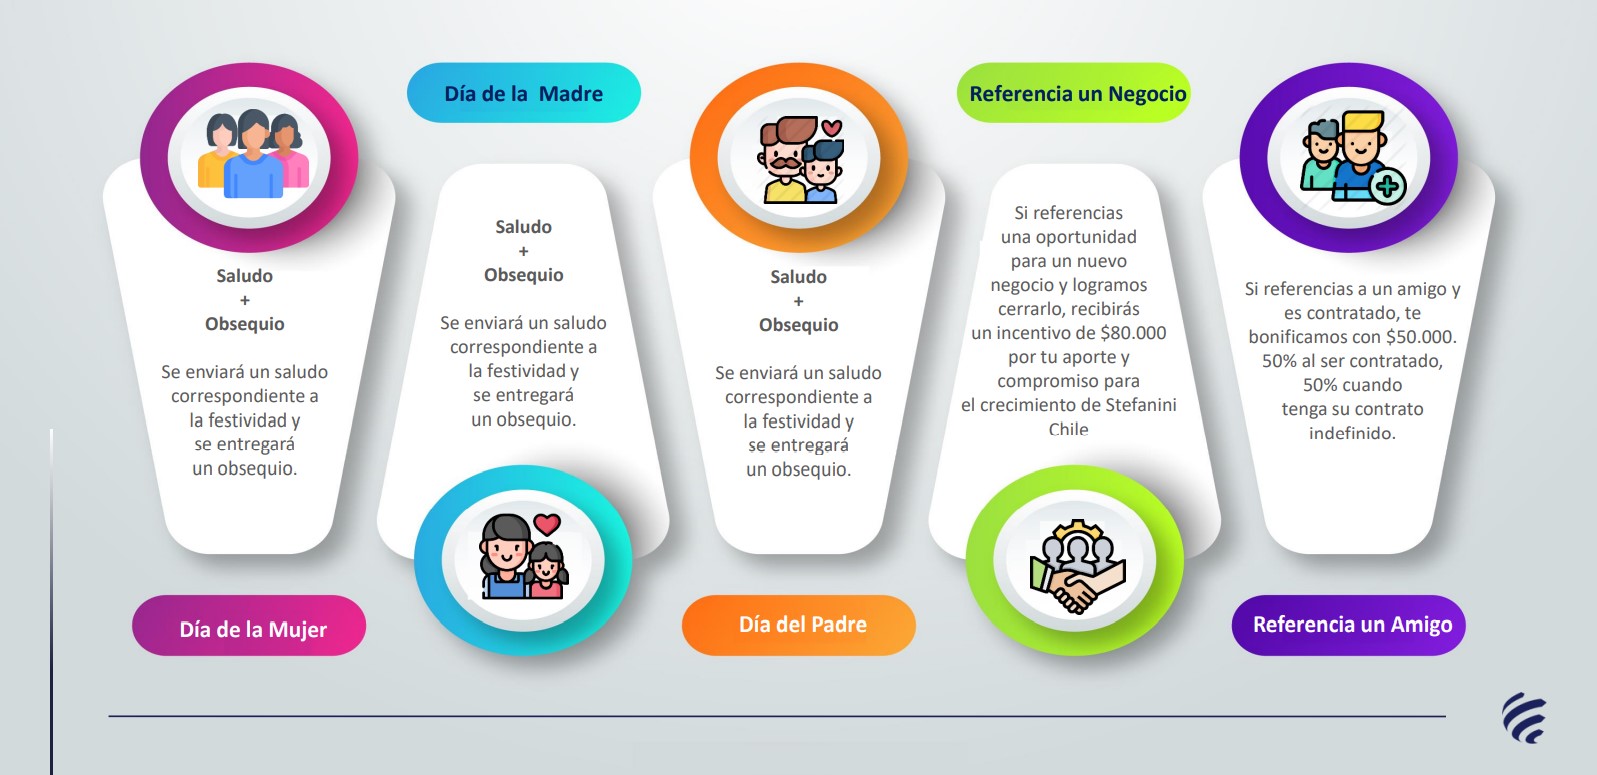 Saludo
+
Obsequio
Se enviará un saludo
correspondiente a
la festividad y
se entregará
un obsequio.
Día de la Mujer
Día de la  Madre
Saludo
+
Obsequio
Se enviará un saludo
correspondiente a
la festividad y
se entregará
un obsequio.
Saludo
+
Obsequio
Se enviará un saludo
correspondiente a
la festividad y
se entregará
un obsequio.
Día del Padre
Referencia un Negocio
Si referencias
una oportunidad
para un nuevo
negocio y logramos
cerrarlo, recibirás
un incentivo de $80.000
por tu aporte y
compromiso para
el crecimiento de Stefanini
Chile
Si referencias a un amigo y
es contratado, te
bonificamos con $50.000.
50% al ser contratado,
50% cuando
tenga su contrato
indefinido.
Referencia un Amigo